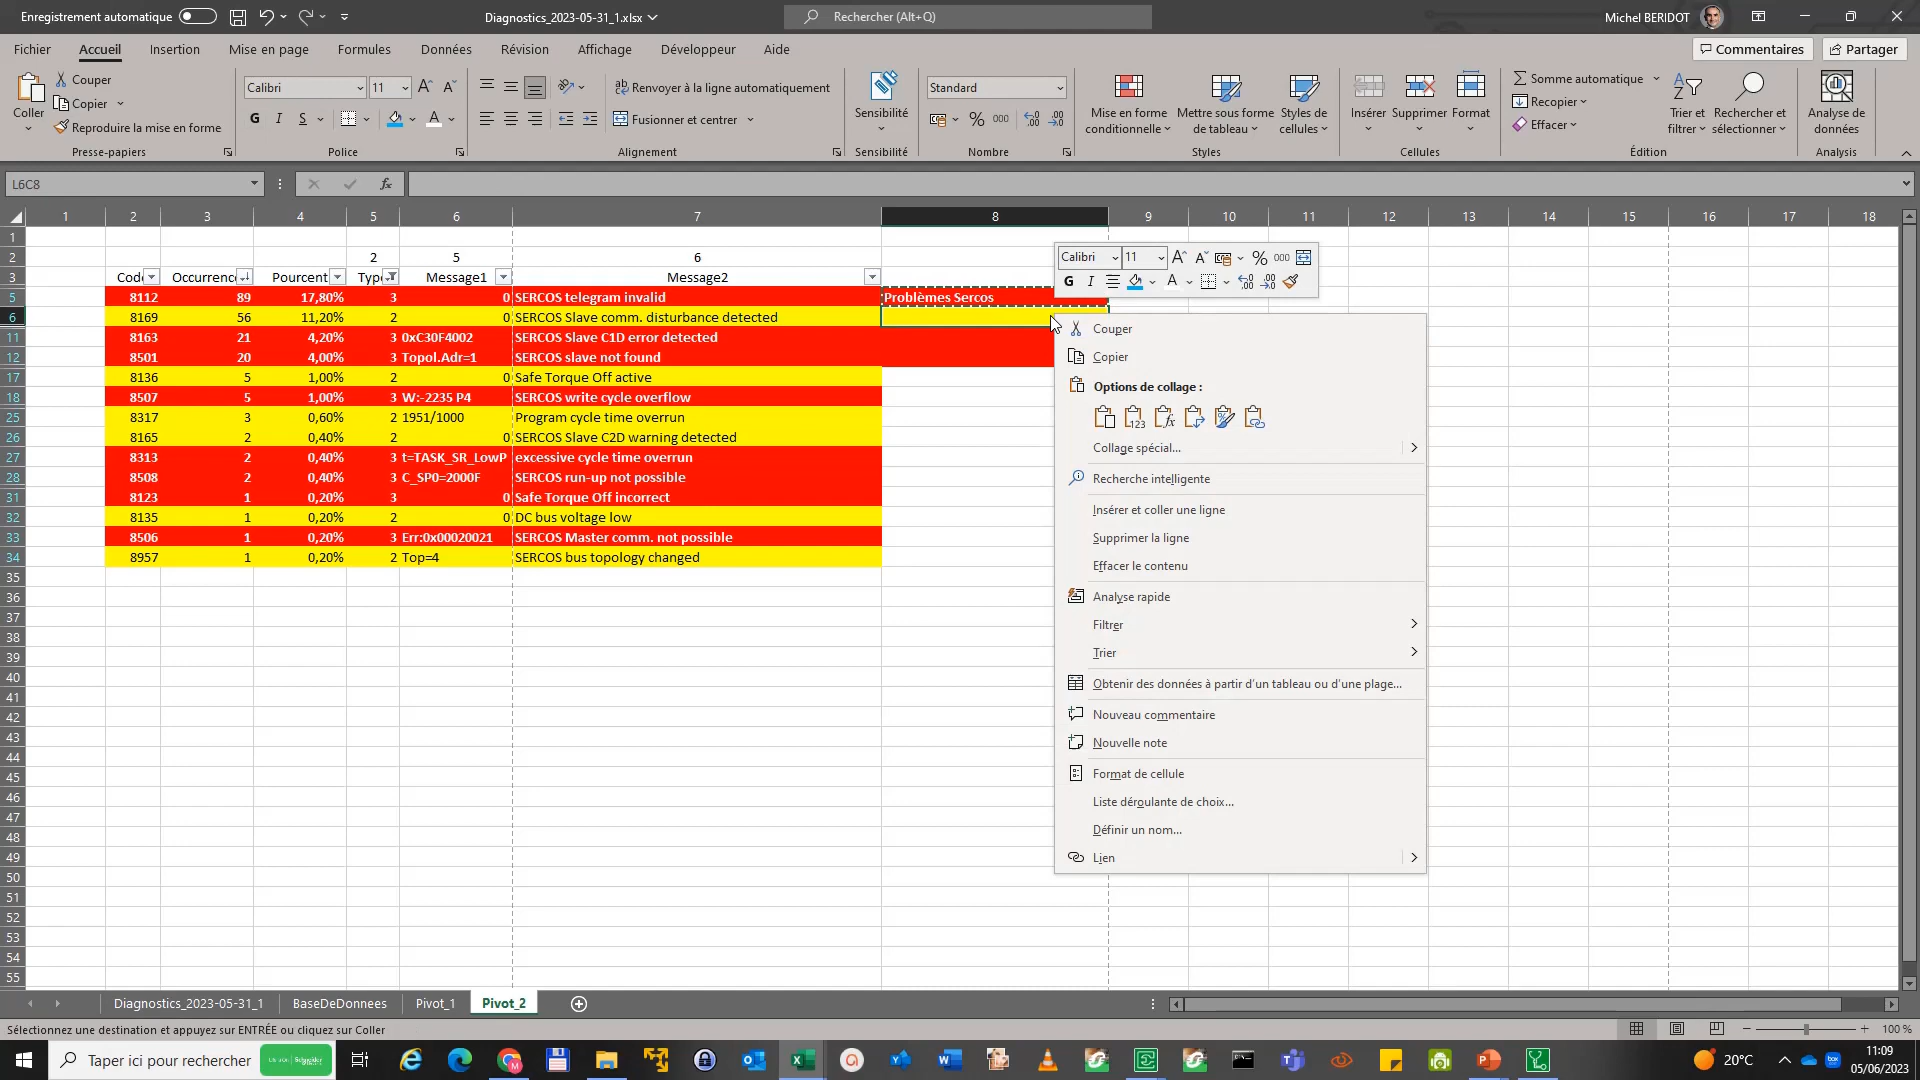 Enregistrement automatique
Diagnostics_2023-05-31_1.xlsx
Rechercher (Alt+Q)
Michel BERIDOT
Fichier Accueil Insertion Mise en page Formules Données Révision Affichage Développeur Aide
Commentaires Partager
Coller
Couper
Copier
Reproduire la mise en forme
Presse-papiers
Calibri 11
G I S
Police
Renvoyer à la ligne automatiquement
Fusionner et centrer
Alignement
Sensibilité
Sensibilité
Standard
% 000
Nombre
Mise en forme conditionnelle
Mettre sous forme de tableau
Styles de cellules
Styles
Insérer Supprimer Format
Cellules
Somme automatique
Recopier
Effacer
Trier et filtrer
Rechercher et sélectionner
Édition
Analyse de données
Analysis
L6C8
fx
1 2 3 4 5 6 7 8 9 10 11 12 13 14 15 16 17 18
1
2 2 5 6
3 Code Occurrence Pourcent Type Message1 Message2
5 8112 89 17,80% 3 0 SERCOS telegram invalid Problèmes Sercos
6 8169 56 11,20% 2 0 SERCOS Slave comm. disturbance detected
11 8163 21 4,20% 3 0xC30F4002 SERCOS Slave C1D error detected
12 8501 20 4,00% 3 Topol.Adr=1 SERCOS slave not found
17 8136 5 1,00% 2 0 Safe Torque Off active
18 8507 5 1,00% 3 W:-2235 P4 SERCOS write cycle overflow
25 8317 3 0,60% 2 1951/1000 Program cycle time overrun
26 8165 2 0,40% 2 0 SERCOS Slave C2D warning detected
27 8313 2 0,40% 3 t=TASK_SR_LowP excessive cycle time overrun
28 8508 2 0,40% 3 C_SP0=2000F SERCOS run-up not possible
31 8123 1 0,20% 3 0 Safe Torque Off incorrect
32 8135 1 0,20% 2 0 DC bus voltage low
33 8506 1 0,20% 3 Err:0x00020021 SERCOS Master comm. not possible
34 8957 1 0,20% 2 Top=4 SERCOS bus topology changed
35
36
37
38
39
40
41
42
43
44
45
46
47
48
49
50
51
52
53
54
55
Calibri 11 % 000
G I
Couper
Copier
Options de collage :
Collage spécial...
Recherche intelligente
Insérer et coller une ligne
Supprimer la ligne
Effacer le contenu
Analyse rapide
Filtrer
Trier
Obtenir des données à partir d'un tableau ou d'une plage...
Nouveau commentaire
Nouvelle note
Format de cellule
Liste déroulante de choix...
Définir un nom...
Lien
Diagnostics_2023-05-31_1 BaseDeDonnees Pivot_1 Pivot_2
Sélectionnez une destination et appuyez sur ENTRÉE ou cliquez sur Coller
100 %
Taper ici pour rechercher
20°C
11:09
05/06/2023